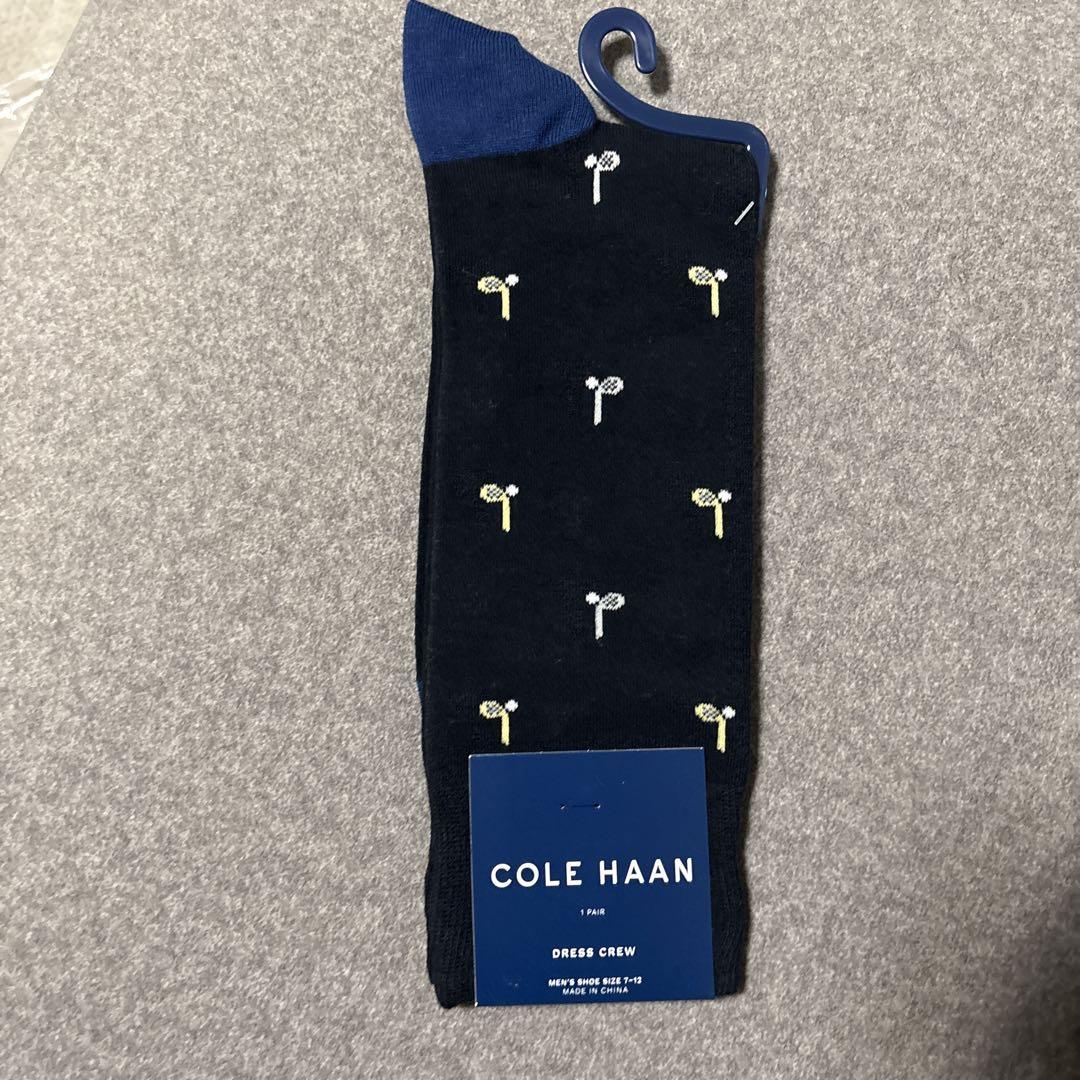 COLE HAAN
1 PAIR
DRESS CREW
MEN'S SHOE SIZE 7-12
MADE IN CHINA